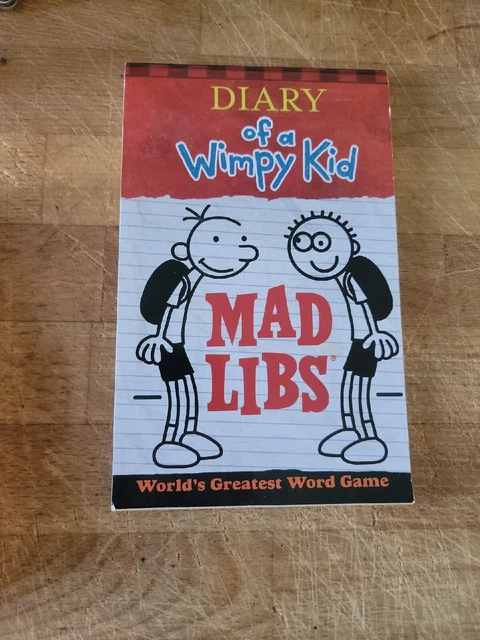 DIARY
of a
Wimpy Kid
MAD
LIBS®
World's Greatest Word Game